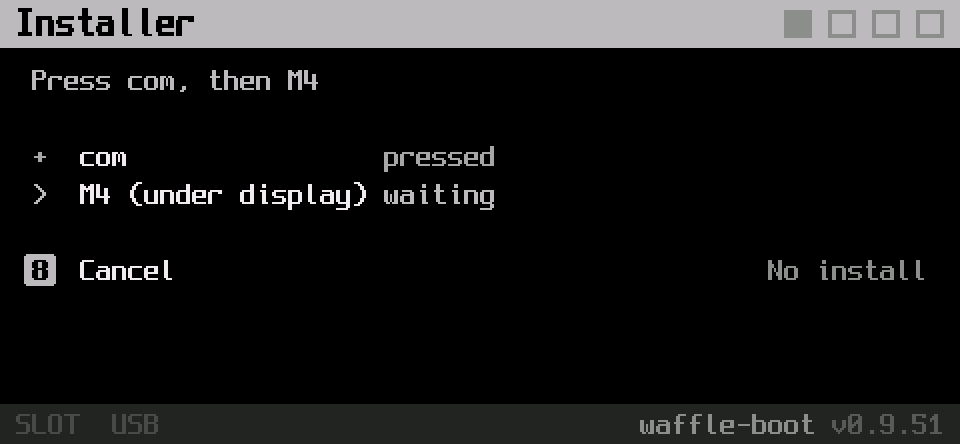 Installer
Press com, then M4
+ com pressed
> M4 (under display) waiting
8 Cancel No install
SLOT USB waffle-boot v0.9.51